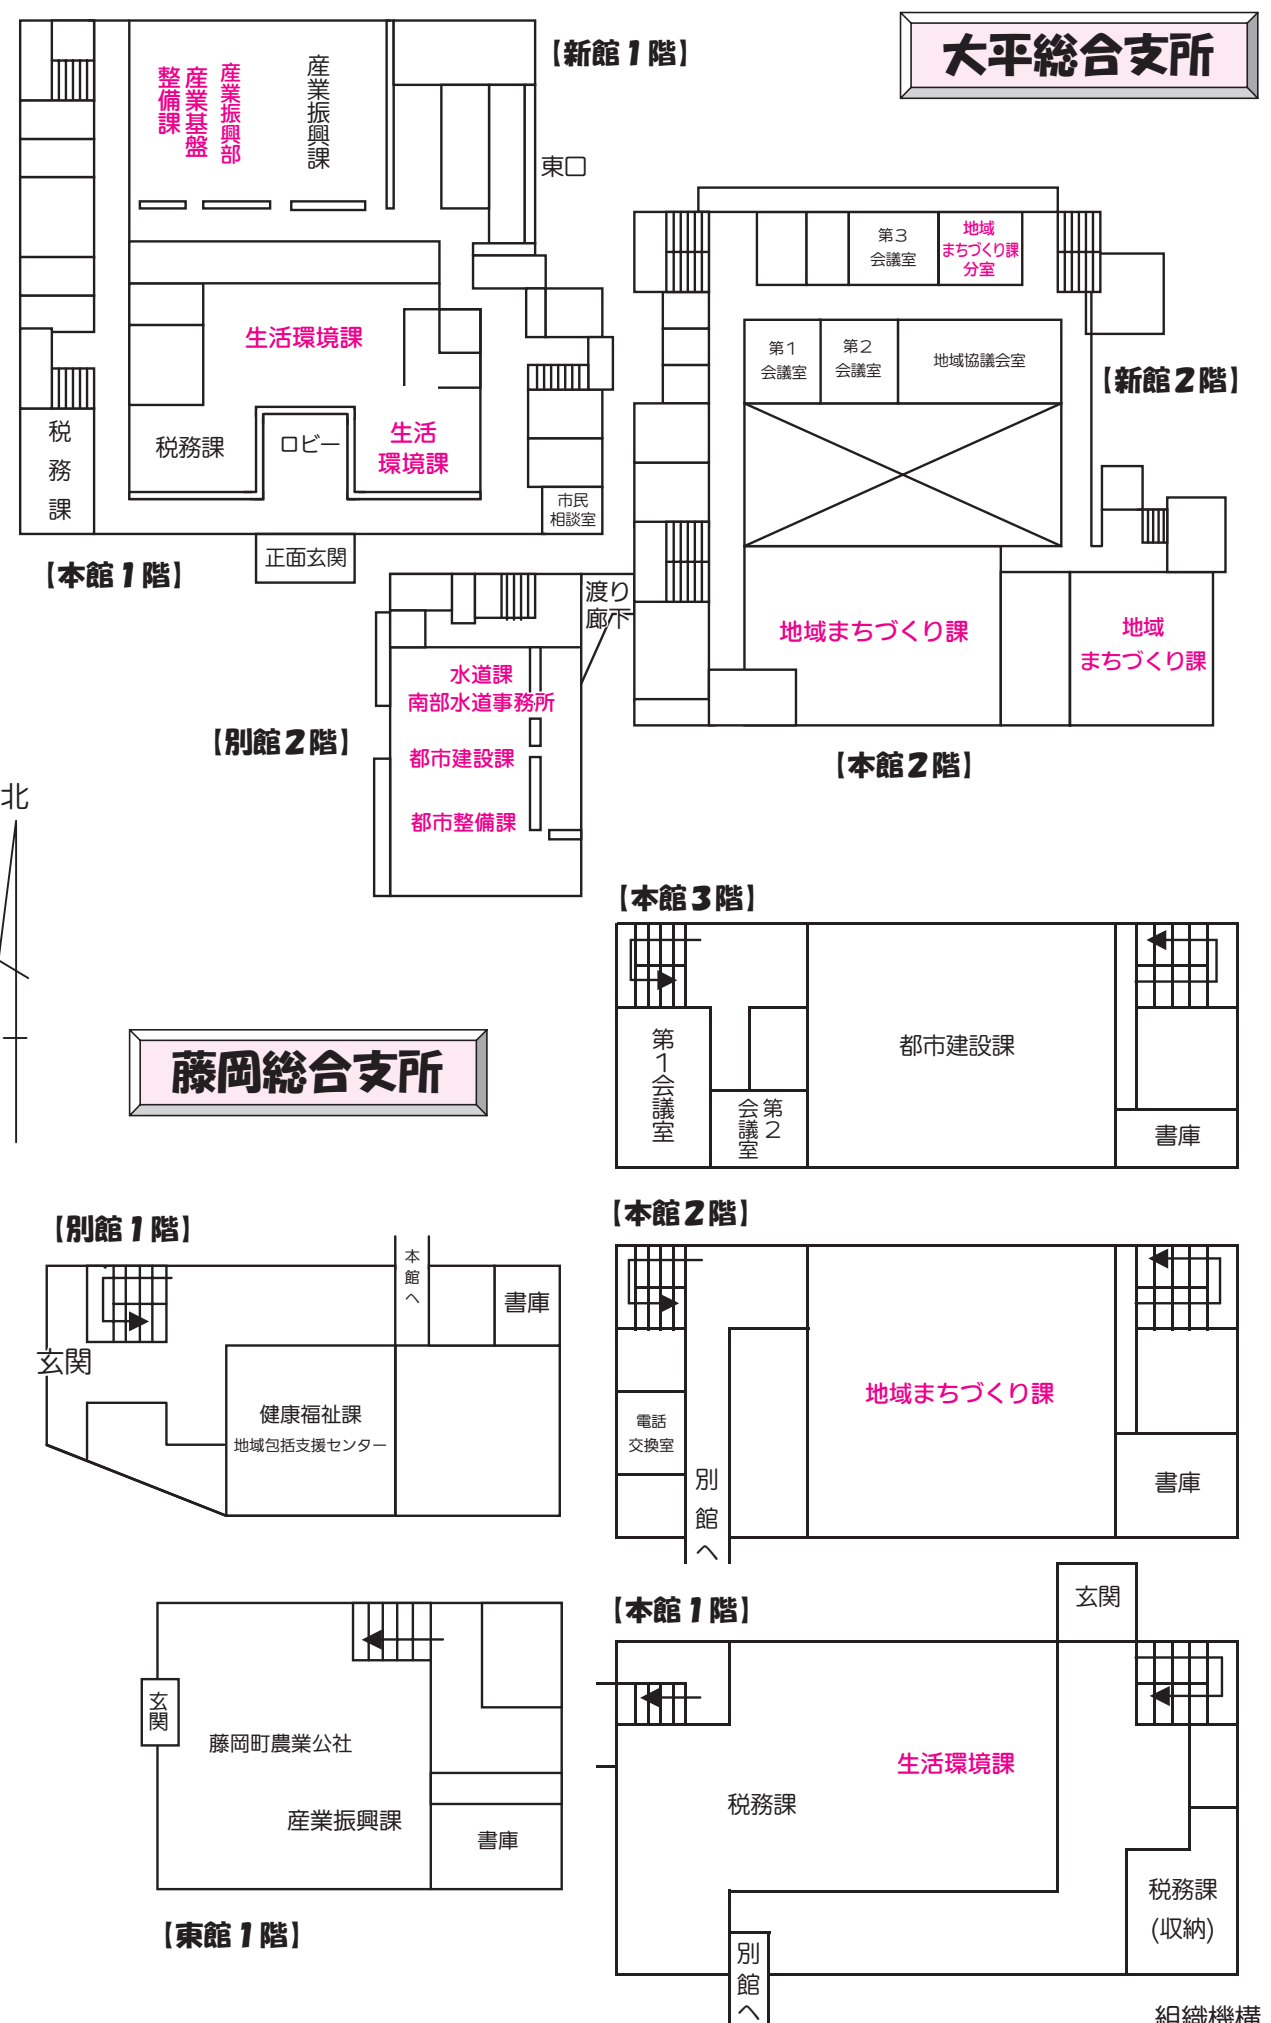 大平総合支所
【新館1階】
産業基盤
整備課
産業振興部
産業振興課
東口
生活環境課
税務課
ロビー
生活
環境課
税務課
市民
相談室
正面玄関
【本館1階】
第3
会議室
地域
まちづくり課
分室
第1
会議室
第2
会議室
地域協議会室
【新館2階】
渡り
廊下
地域まちづくり課
地域
まちづくり課
【本館2階】
水道課
南部水道事務所
都市建設課
都市整備課
【別館2階】
北
藤岡総合支所
【本館3階】
第1会議室
第2
会議室
都市建設課
書庫
【別館1階】
本館へ
書庫
玄関
健康福祉課
地域包括支援センター
【本館2階】
地域まちづくり課
電話
交換室
別館へ
書庫
【本館1階】
玄関
生活環境課
税務課
税務課
(収納)
別館へ
玄関
藤岡町農業公社
産業振興課
書庫
【東館1階】
組織機構